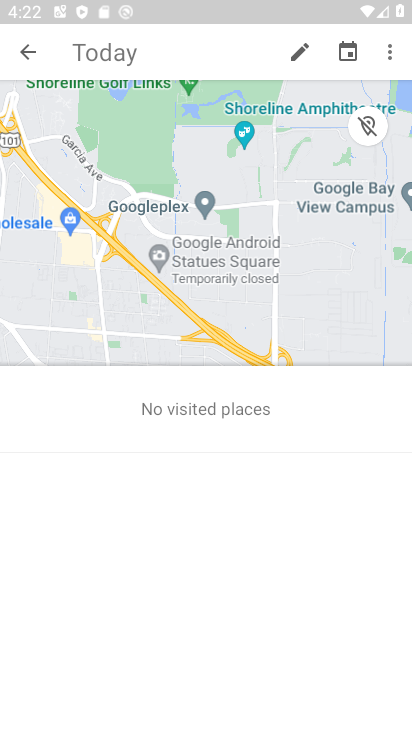 4:22
Today
Shoreline Golf Links
Shoreline Amphitheatre
101
Garcia Ave
Googleplex
Google Bay
View Campus
olesale
Google Android
Statues Square
Temporarily closed
No visited places